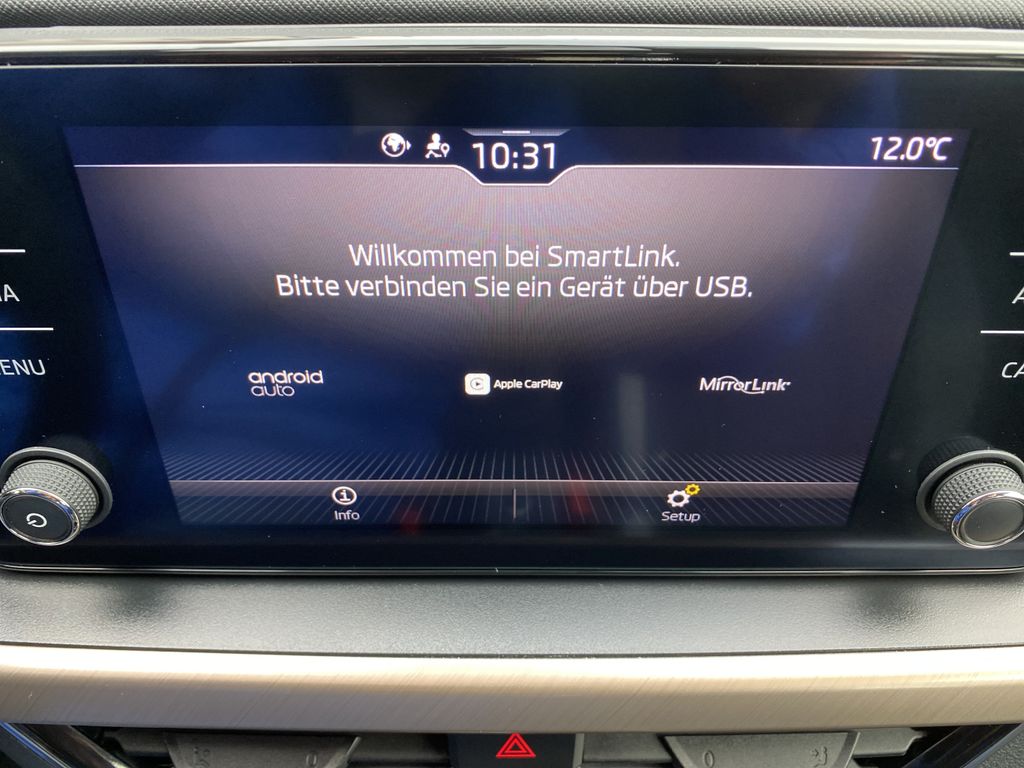 10:31
12.0°C
Willkommen bei SmartLink.
Bitte verbinden Sie ein Gerät über USB.
android
auto
Apple CarPlay
MirrorLink
Info
Setup